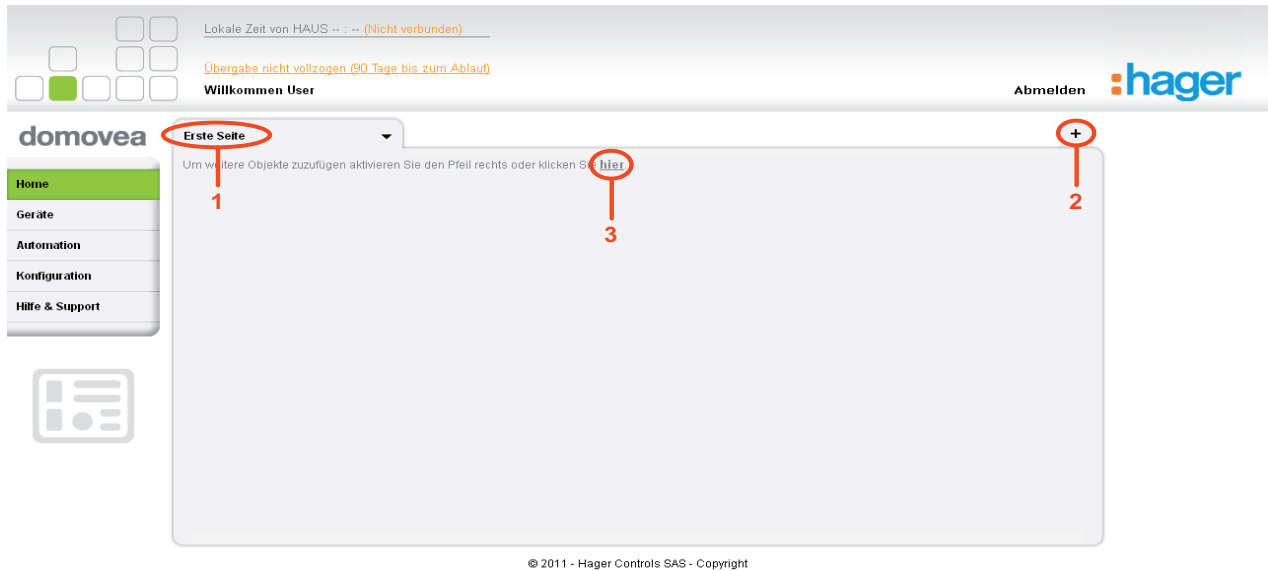 Lokale Zeit von HAUS -- : -- (Nicht verbunden)
Übergabe nicht vollzogen (90 Tage bis zum Ablauf)
Willkommen User
Abmelden
:hager
domovea
Erste Seite
+
Um weitere Objekte zuzufügen aktivieren Sie den Pfeil rechts oder klicken Sie hier.
Home
1
2
Geräte
3
Automation
Konfiguration
Hilfe & Support
© 2011 - Hager Controls SAS - Copyright